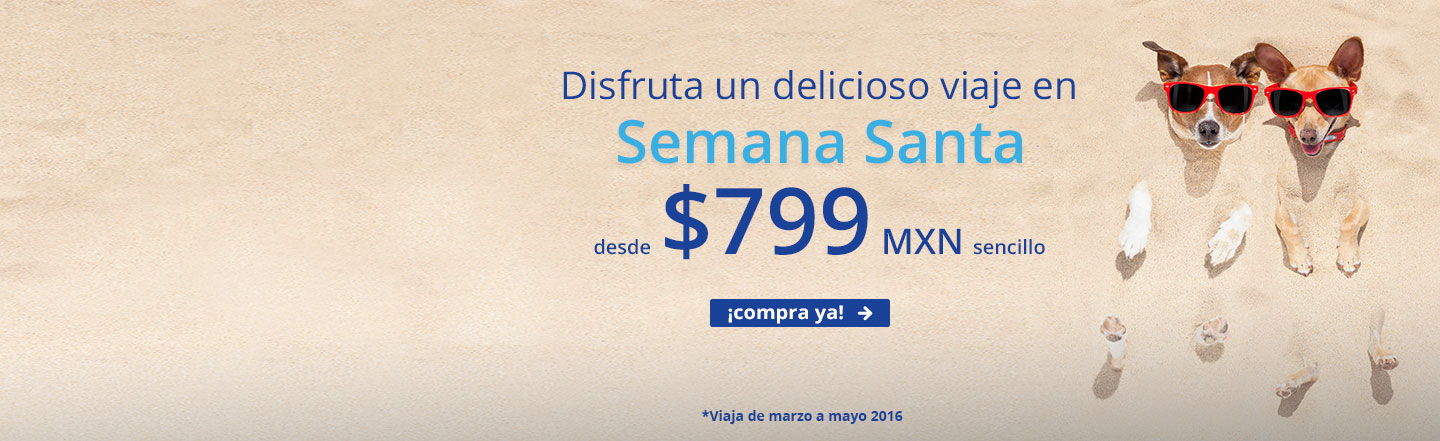 Disfruta un delicioso viaje en
Semana Santa
desde $799 MXN sencillo
¡compra ya!
*Viaja de marzo a mayo 2016